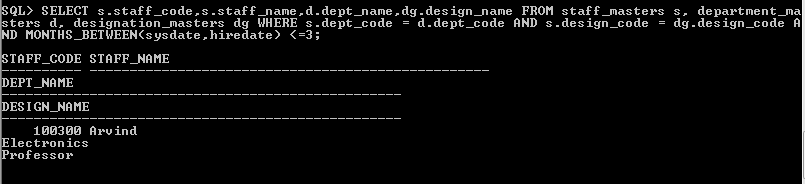 SQL> SELECT s.staff_code,s.staff_name,d.dept_name,dg.design_name FROM staff_masters s, department_ma
sters d, designation_masters dg WHERE s.dept_code = d.dept_code AND s.design_code = dg.design_code A
ND MONTHS_BETWEEN(sysdate,hiredate) <=3;
STAFF_CODE STAFF_NAME
---------- --------------------------------------------------
DEPT_NAME
--------------------------------------------------
DESIGN_NAME
--------------------------------------------------
100300 Arvind
Electronics
Professor